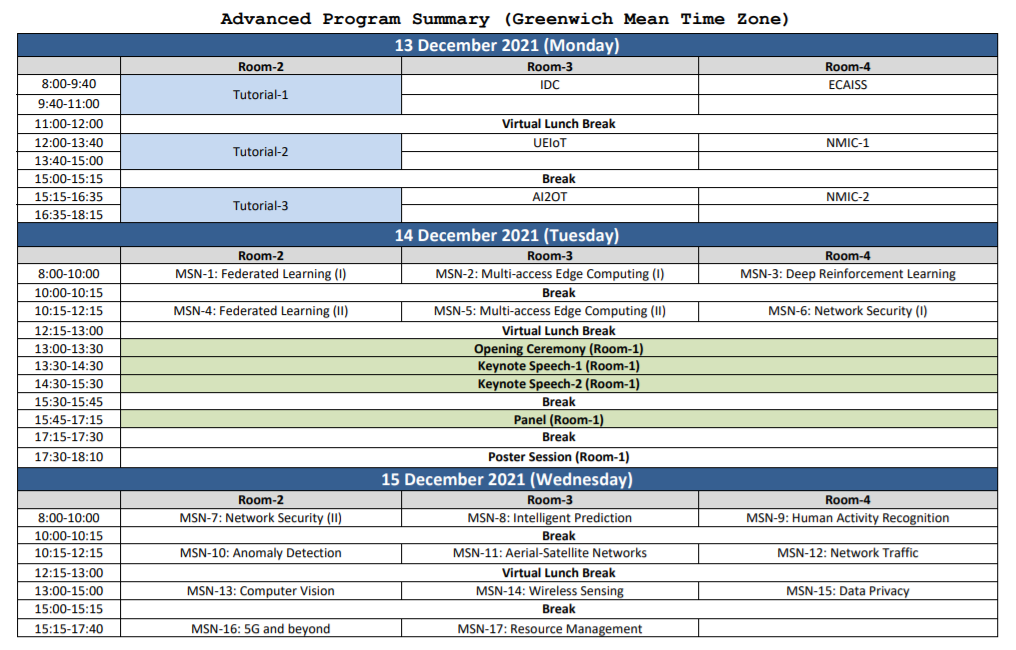 Advanced Program Summary (Greenwich Mean Time Zone)
13 December 2021 (Monday)
Room-2 Room-3 Room-4
8:00-9:40 Tutorial-1 IDC ECAISS
9:40-11:00
11:00-12:00 Virtual Lunch Break
12:00-13:40 Tutorial-2 UEIoT NMIC-1
13:40-15:00
15:00-15:15 Break
15:15-16:35 Tutorial-3 AI2OT NMIC-2
16:35-18:15
14 December 2021 (Tuesday)
Room-2 Room-3 Room-4
8:00-10:00 MSN-1: Federated Learning (I) MSN-2: Multi-access Edge Computing (I) MSN-3: Deep Reinforcement Learning
10:00-10:15 Break
10:15-12:15 MSN-4: Federated Learning (II) MSN-5: Multi-access Edge Computing (II) MSN-6: Network Security (I)
12:15-13:00 Virtual Lunch Break
13:00-13:30 Opening Ceremony (Room-1)
13:30-14:30 Keynote Speech-1 (Room-1)
14:30-15:30 Keynote Speech-2 (Room-1)
15:30-15:45 Break
15:45-17:15 Panel (Room-1)
17:15-17:30 Break
17:30-18:10 Poster Session (Room-1)
15 December 2021 (Wednesday)
Room-2 Room-3 Room-4
8:00-10:00 MSN-7: Network Security (II) MSN-8: Intelligent Prediction MSN-9: Human Activity Recognition
10:00-10:15 Break
10:15-12:15 MSN-10: Anomaly Detection MSN-11: Aerial-Satellite Networks MSN-12: Network Traffic
12:15-13:00 Virtual Lunch Break
13:00-15:00 MSN-13: Computer Vision MSN-14: Wireless Sensing MSN-15: Data Privacy
15:00-15:15 Break
15:15-17:40 MSN-16: 5G and beyond MSN-17: Resource Management